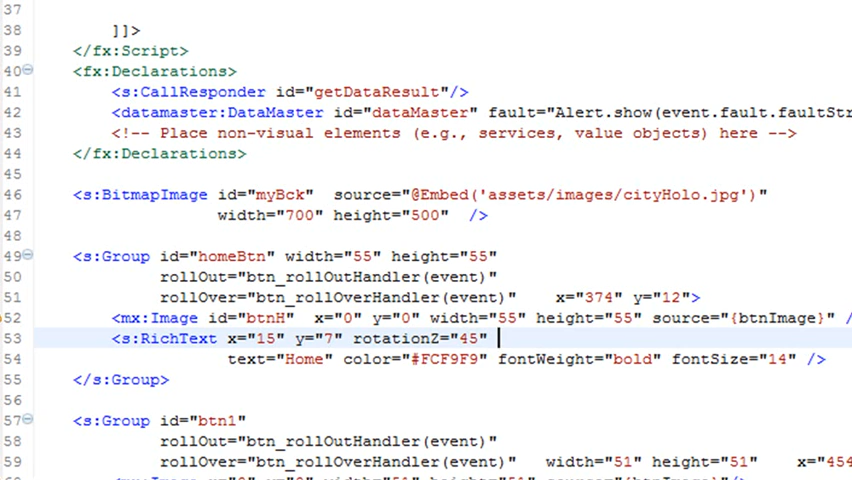 37
38 ]]>
39 </fx:Script>
40 <fx:Declarations>
41 <s:CallResponder id="getDataResult"/>
42 <datamaster:DataMaster id="dataMaster" fault="Alert.show(event.fault.faultStr
43 <!-- Place non-visual elements (e.g., services, value objects) here -->
44 </fx:Declarations>
45
46 <s:BitmapImage id="myBck" source="@Embed('assets/images/cityHolo.jpg')"
47 width="700" height="500" />
48
49 <s:Group id="homeBtn" width="55" height="55"
50 rollOut="btn_rollOutHandler(event)"
51 rollOver="btn_rollOverHandler(event)" x="374" y="12">
52 <mx:Image id="btnH" x="0" y="0" width="55" height="55" source="{btnImage}" /
53 <s:RichText x="15" y="7" rotationZ="45"
54 text="Home" color="#FCF9F9" fontWeight="bold" fontSize="14" />
55 </s:Group>
56
57 <s:Group id="btn1"
58 rollOut="btn_rollOutHandler(event)"
59 rollOver="btn_rollOverHandler(event)" width="51" height="51" x="454